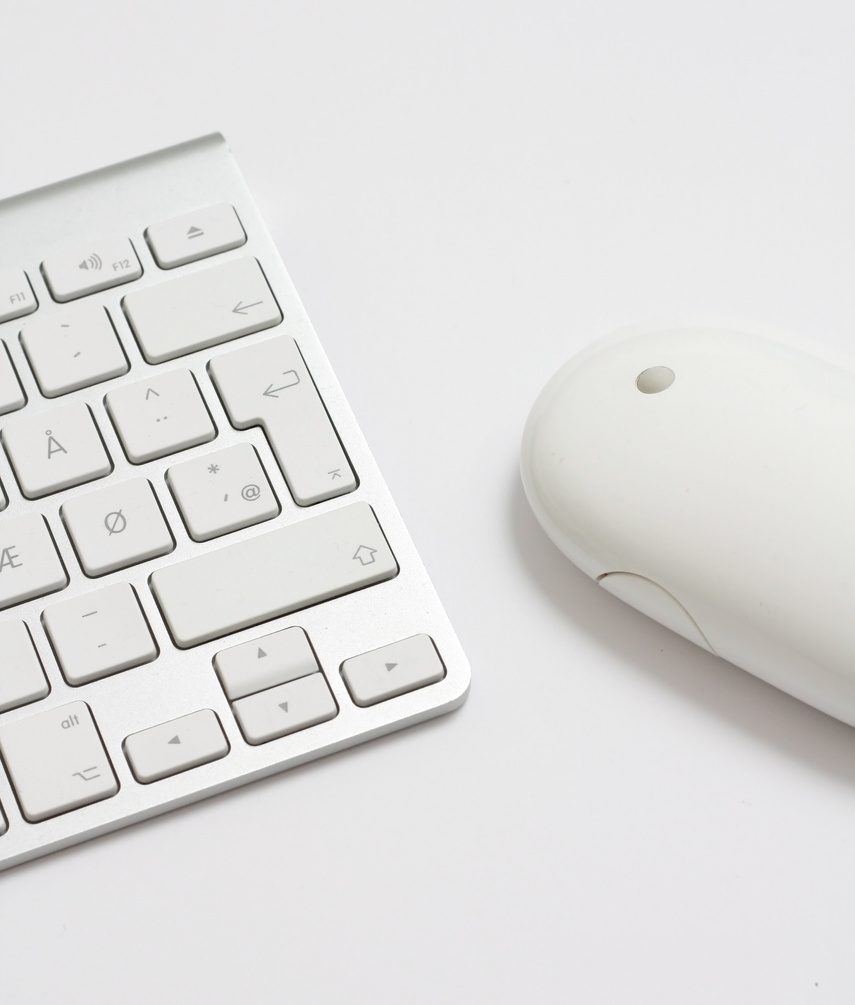 F11 F12
` ´
Å ^ ¨
Æ Ø * ' @
_ -
alt